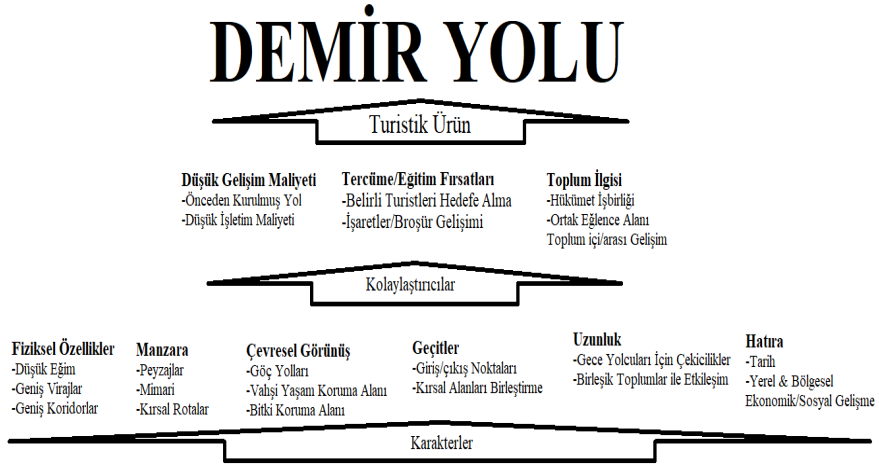 DEMİR YOLU
Turistik Ürün
Düşük Gelişim Maliyeti
-Önceden Kurulmuş Yol
-Düşük İşletim Maliyeti
Tercüme/Eğitim Fırsatları
-Belirli Turistleri Hedefe Alma
-İşaretler/Broşür Gelişimi
Toplum İlgisi
-Hükümet İşbirliği
-Ortak Eğlence Alanı
Toplum içi/arası Gelişim
Kolaylaştırıcılar
Fiziksel Özellikler
-Düşük Eğim
-Geniş Virajlar
-Geniş Koridorlar
Manzara
-Peyzajlar
-Mimari
-Kırsal Rotalar
Çevresel Görünüş
-Göç Yolları
-Vahşi Yaşam Koruma Alanı
-Bitki Koruma Alanı
Geçitler
-Giriş/çıkış Noktaları
-Kırsal Alanları Birleştirme
Uzunluk
-Gece Yolcuları İçin Çekicilikler
-Birleşik Toplumlar ile Etkileşim
Hatıra
-Tarih
-Yerel & Bölgesel
Ekonomik/Sosyal Gelişme
Karakterler